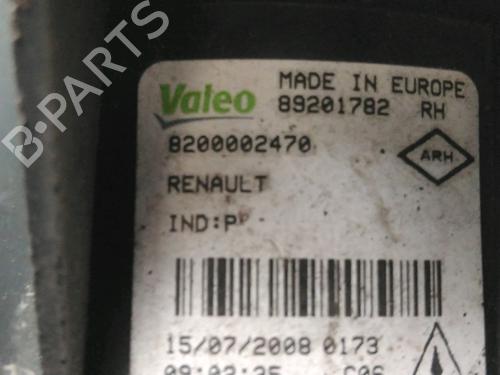 B-PARTS
Valeo
MADE IN EUROPE
89201782 RH
8200002470
ARH
RENAULT
IND:P
15/07/2008 0173